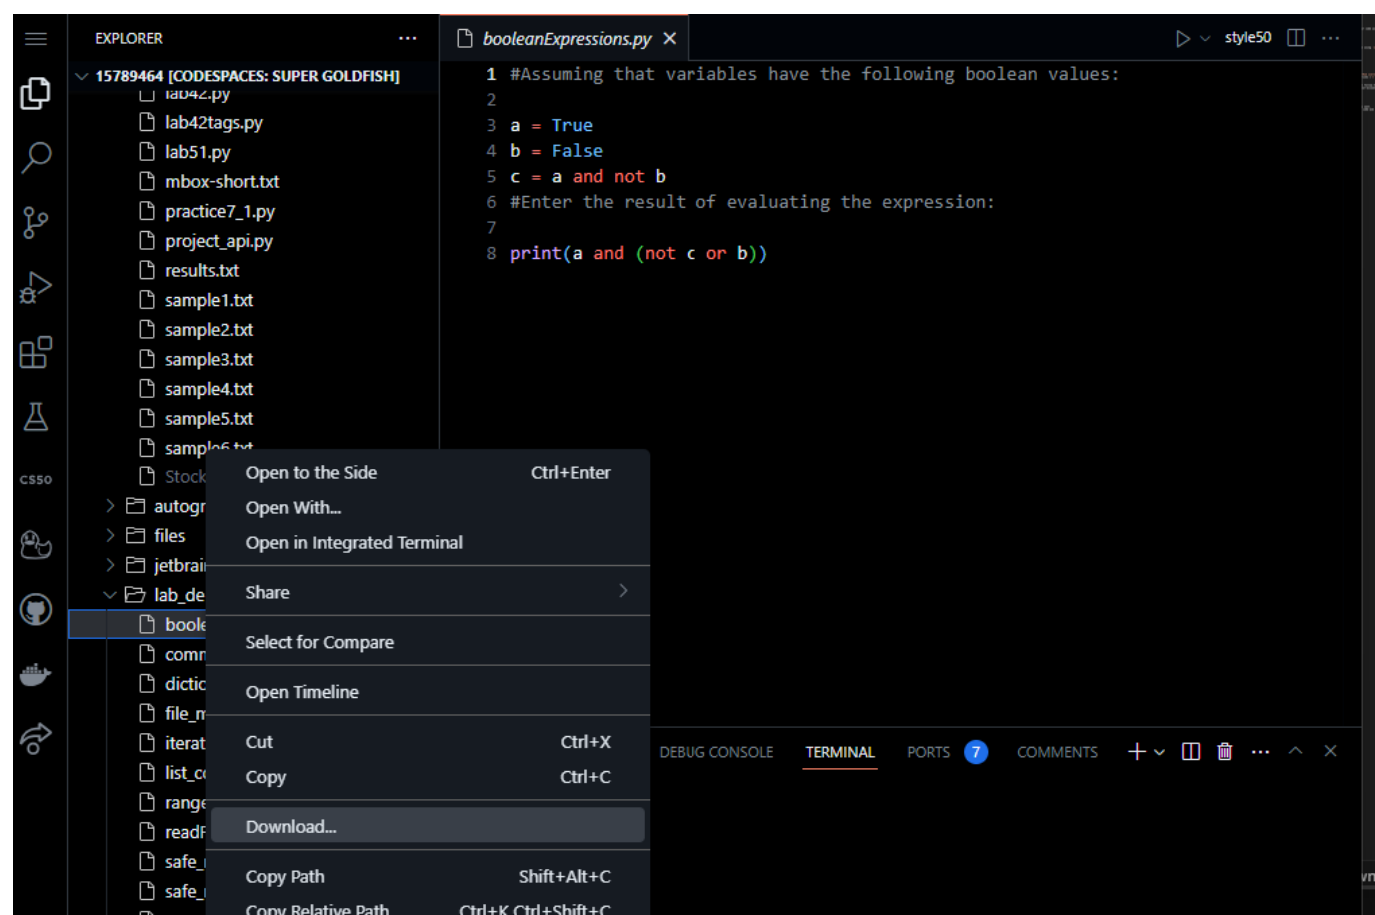 EXPLORER ...
booleanExpressions.py
style50 ...
15789464 [CODESPACES: SUPER GOLDFISH]
lab42.py
lab42tags.py
lab51.py
mbox-short.txt
practice7_1.py
project_api.py
results.txt
sample1.txt
sample2.txt
sample3.txt
sample4.txt
sample5.txt
sample6.txt
Stock
autogr
files
jetbrai
lab_de
boole
comm
dictio
file_m
iterat
list_co
range
readF
safe_
safe_
CS50
1 #Assuming that variables have the following boolean values:
2
3 a = True
4 b = False
5 c = a and not b
6 #Enter the result of evaluating the expression:
7
8 print(a and (not c or b))
Open to the Side Ctrl+Enter
Open With...
Open in Integrated Terminal
Share
Select for Compare
Open Timeline
Cut Ctrl+X
Copy Ctrl+C
Download...
Copy Path Shift+Alt+C
Copy Relative Path Ctrl+K Ctrl+Shift+C
DEBUG CONSOLE TERMINAL PORTS 7 COMMENTS ...